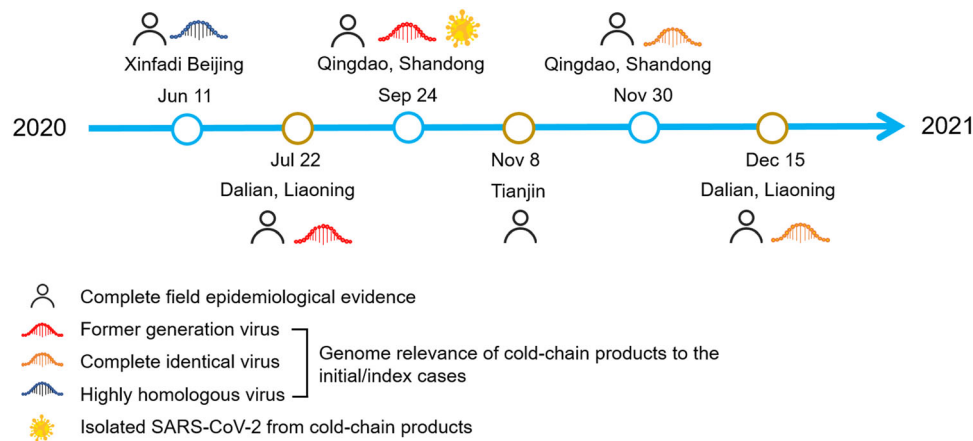 Xinfadi Beijing
Jun 11
Qingdao, Shandong
Sep 24
Qingdao, Shandong
Nov 30
2020
2021
Jul 22
Dalian, Liaoning
Nov 8
Tianjin
Dec 15
Dalian, Liaoning
Complete field epidemiological evidence
Former generation virus
Complete identical virus
Highly homologous virus
Genome relevance of cold-chain products to the
initial/index cases
Isolated SARS-CoV-2 from cold-chain products